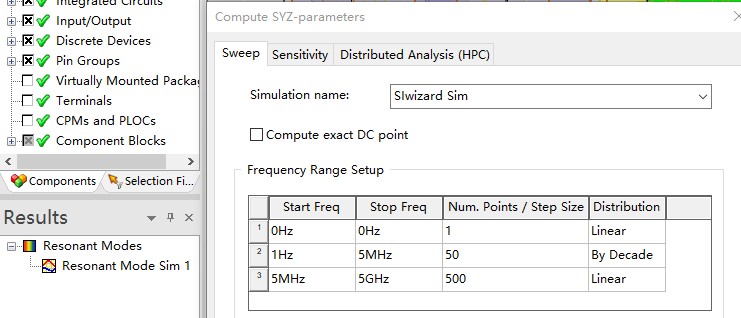 Integrated Circuits
Input/Output
Discrete Devices
Pin Groups
Virtually Mounted Packa
Terminals
CPMs and PLOCs
Component Blocks
Components
Selection Fi...
Results
Resonant Modes
Resonant Mode Sim 1
Compute SYZ-parameters
Sweep Sensitivity Distributed Analysis (HPC)
Simulation name: SIwizard Sim
Compute exact DC point
Frequency Range Setup
Start Freq Stop Freq Num. Points / Step Size Distribution
1 0Hz 0Hz 1 Linear
2 1Hz 5MHz 50 By Decade
3 5MHz 5GHz 500 Linear